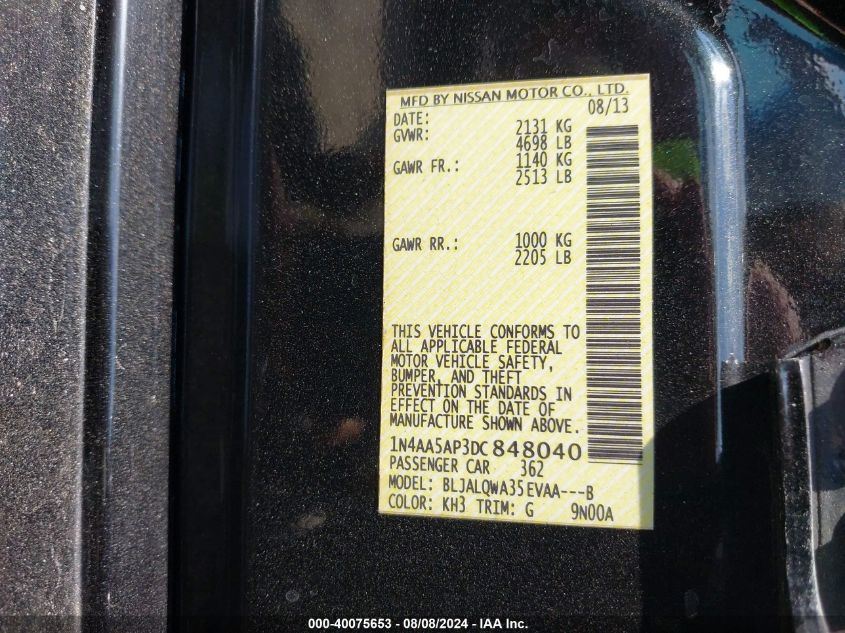 MFD BY NISSAN MOTOR CO., LTD.
DATE: 08/13
GVWR: 2131 KG
4698 LB
GAWR FR.: 1140 KG
2513 LB
GAWR RR.: 1000 KG
2205 LB
THIS VEHICLE CONFORMS TO
ALL APPLICABLE FEDERAL
MOTOR VEHICLE SAFETY,
BUMPER, AND THEFT
PREVENTION STANDARDS IN
EFFECT ON THE DATE OF
MANUFACTURE SHOWN ABOVE.
1N4AA5AP3DC848040
PASSENGER CAR 362
MODEL: BLJALQWA35EVAA---B
COLOR: KH3 TRIM: G 9N00A
000-40075653 - 08/08/2024 - IAA Inc.